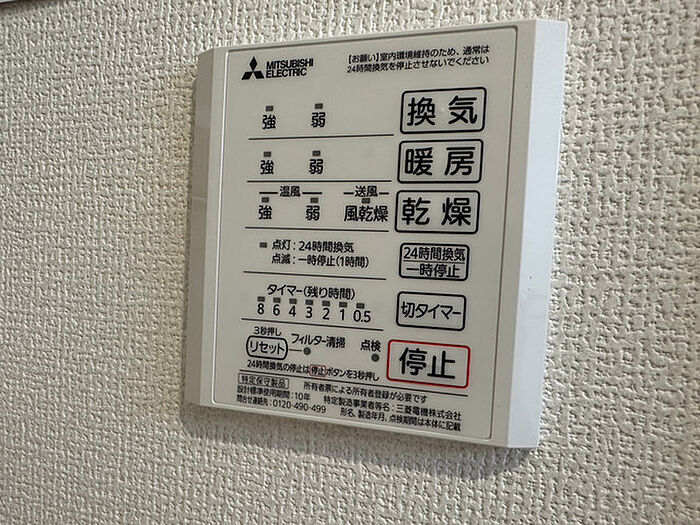 MITSUBISHI
ELECTRIC
【お願い】室内環境維持のため、通常は
24時間換気を停止させないでください
強 弱 換気
強 弱 暖房
温風 送風
強 弱 風乾燥 乾燥
点灯:24時間換気
点滅:一時停止(1時間)
24時間換気
一時停止
タイマー(残り時間)
8 6 4 3 2 1 0.5
切タイマー
3秒押し
リセット フィルター清掃 点検
停止
24時間換気の停止は停止ボタンを3秒押し
特定保守製品 所有者票による所有者登録が必要です
設計標準使用期間:10年 特定製造事業者等名:三菱電機株式会社
問合せ連絡先:0120-490-499 形名、製造年月、点検期間は本体に記載